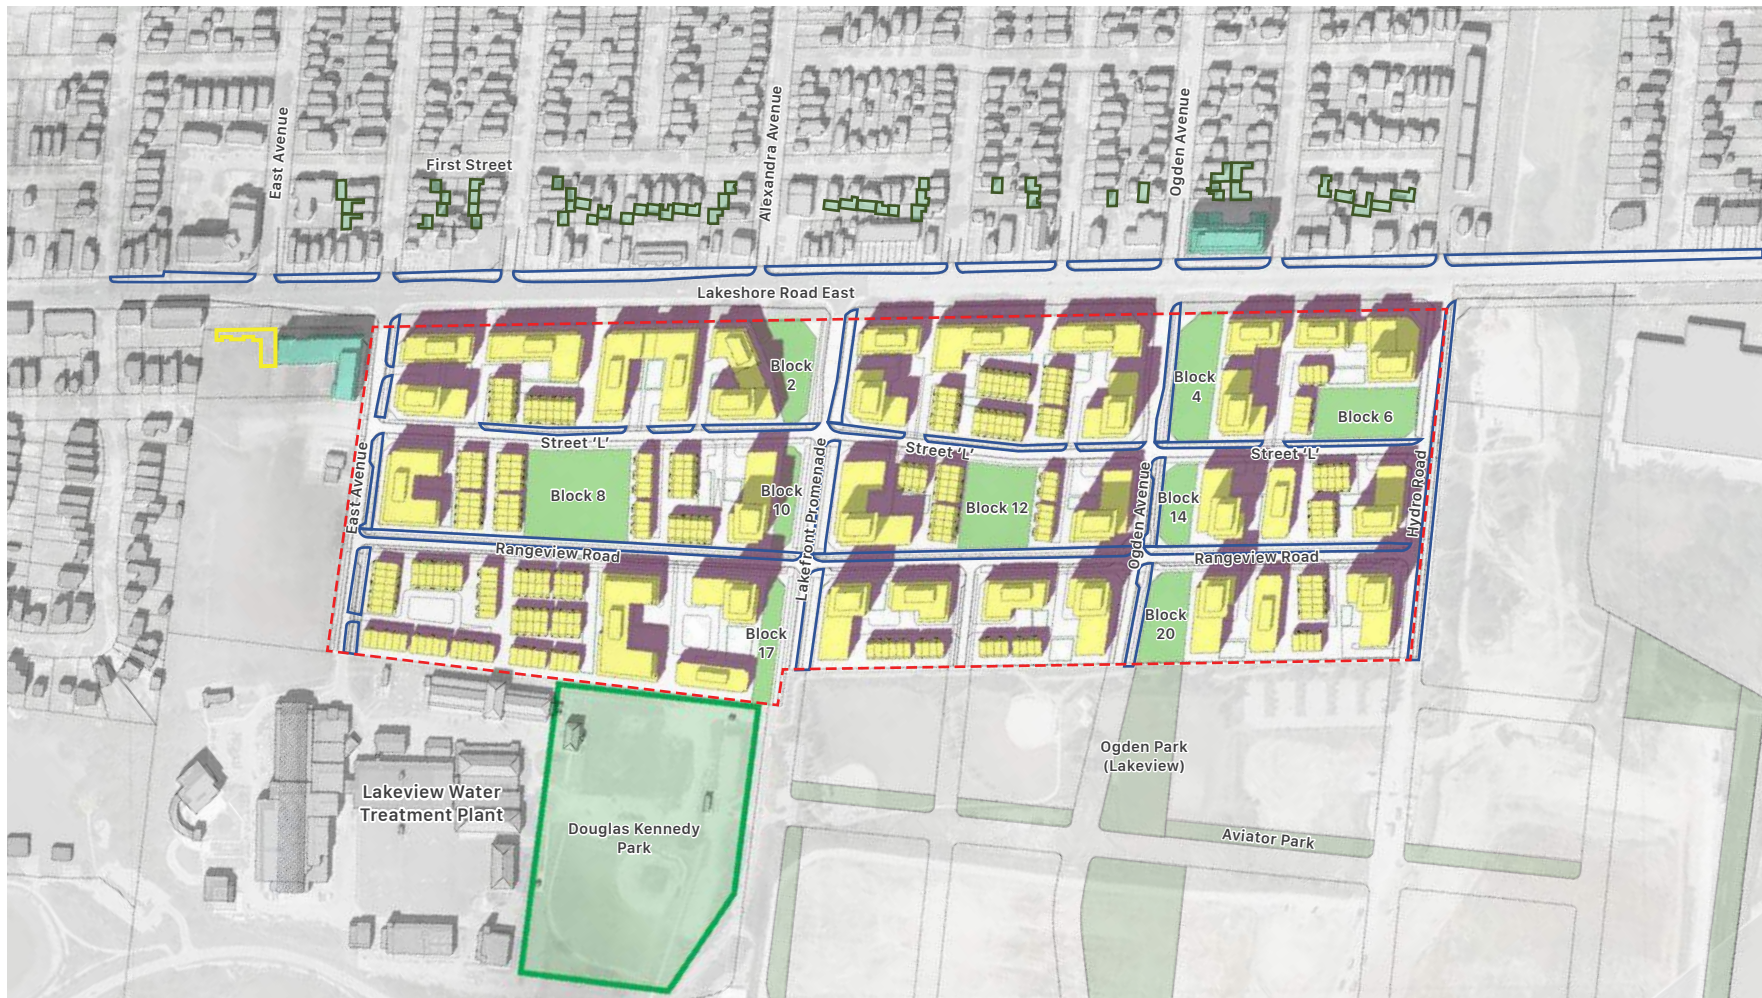 East Avenue
First Street
Alexandra Avenue
Ogden Avenue
Lakeshore Road East
Block
2
Block
4
Block 6
East Avenue
Street ‘L’
Lakefront Promenade
Street ‘L’
Ogden Avenue
Street ‘L’
Hydro Road
Block 8
Block
10
Block 12
Block
14
Rangeview Road
Rangeview Road
Block
17
Block
20
Lakeview Water
Treatment Plant
Douglas Kennedy
Park
Ogden Park
(Lakeview)
Aviator Park